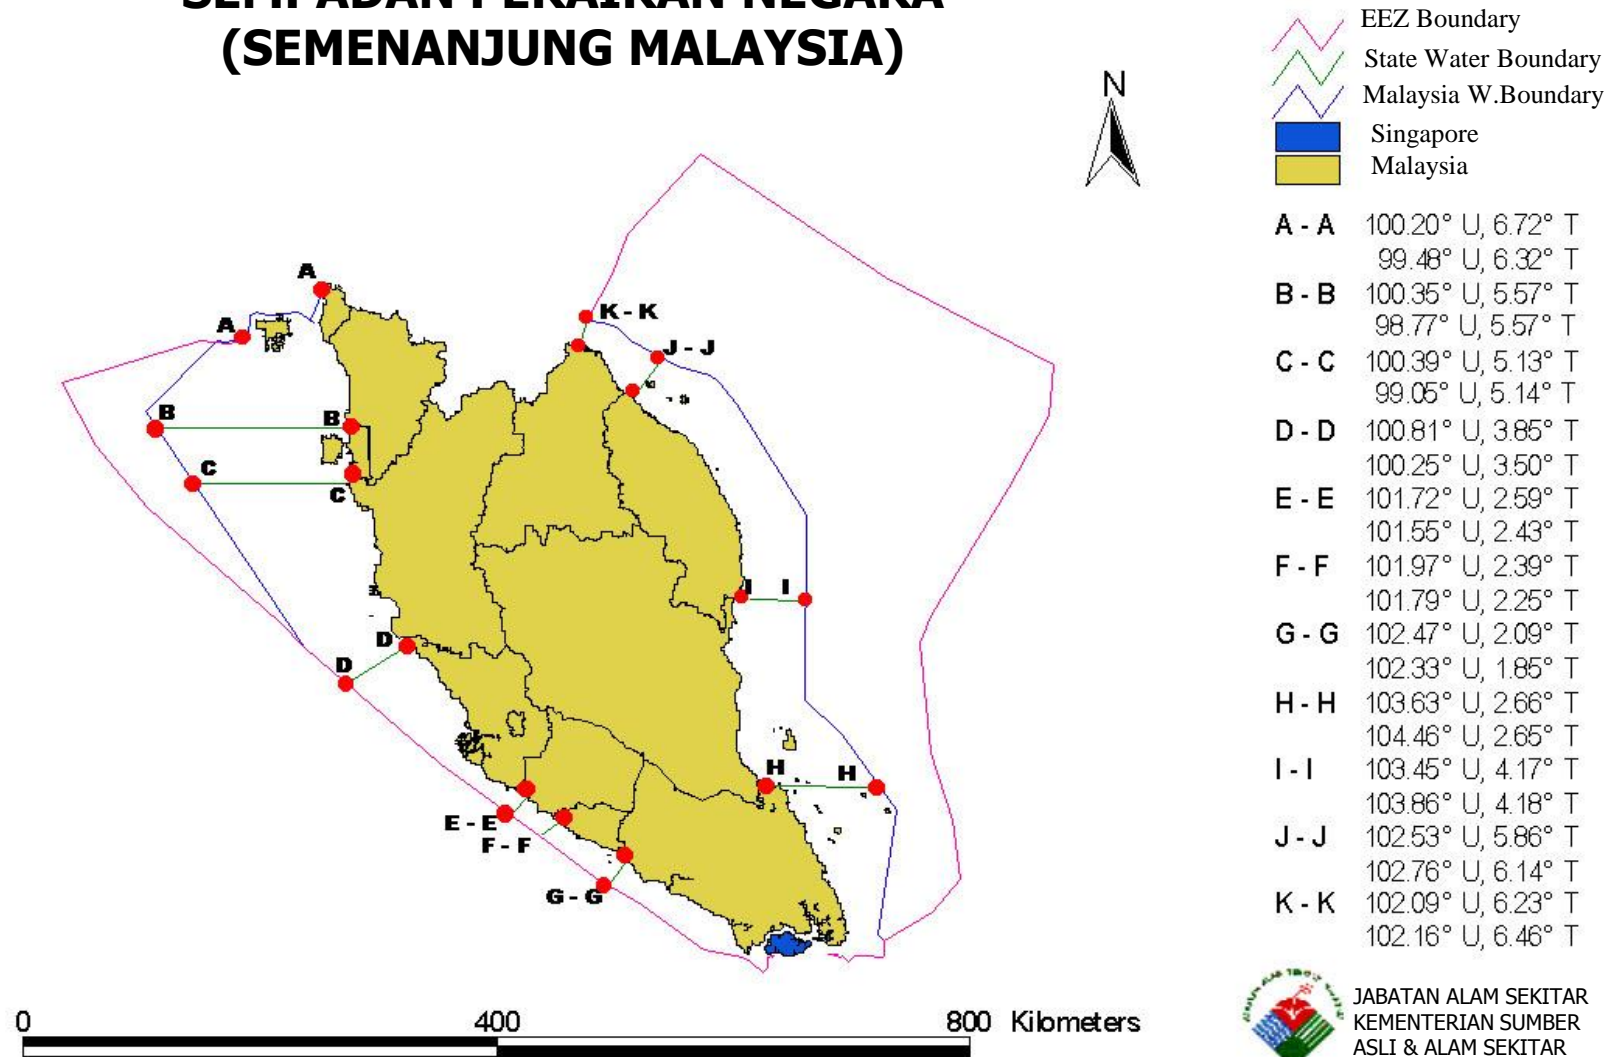 SEMPADAN PERAIRAN NEGARA
(SEMENANJUNG MALAYSIA)
N
EEZ Boundary
State Water Boundary
Malaysia W.Boundary
Singapore
Malaysia
A
A
B
B
C
C
D
D
E - E
F - F
G - G
H
H
I
I
J - J
K - K
A - A 100.20° U, 6.72° T
99.48° U, 6.32° T
B - B 100.35° U, 5.57° T
98.77° U, 5.57° T
C - C 100.39° U, 5.13° T
99.05° U, 5.14° T
D - D 100.81° U, 3.85° T
100.25° U, 3.50° T
E - E 101.72° U, 2.59° T
101.55° U, 2.43° T
F - F 101.97° U, 2.39° T
101.79° U, 2.25° T
G - G 102.47° U, 2.09° T
102.33° U, 1.85° T
H - H 103.63° U, 2.66° T
104.46° U, 2.65° T
I - I 103.45° U, 4.17° T
103.86° U, 4.18° T
J - J 102.53° U, 5.86° T
102.76° U, 6.14° T
K - K 102.09° U, 6.23° T
102.16° U, 6.46° T
0 400 800 Kilometers
JABATAN ALAM SEKITAR
KEMENTERIAN SUMBER
ASLI & ALAM SEKITAR